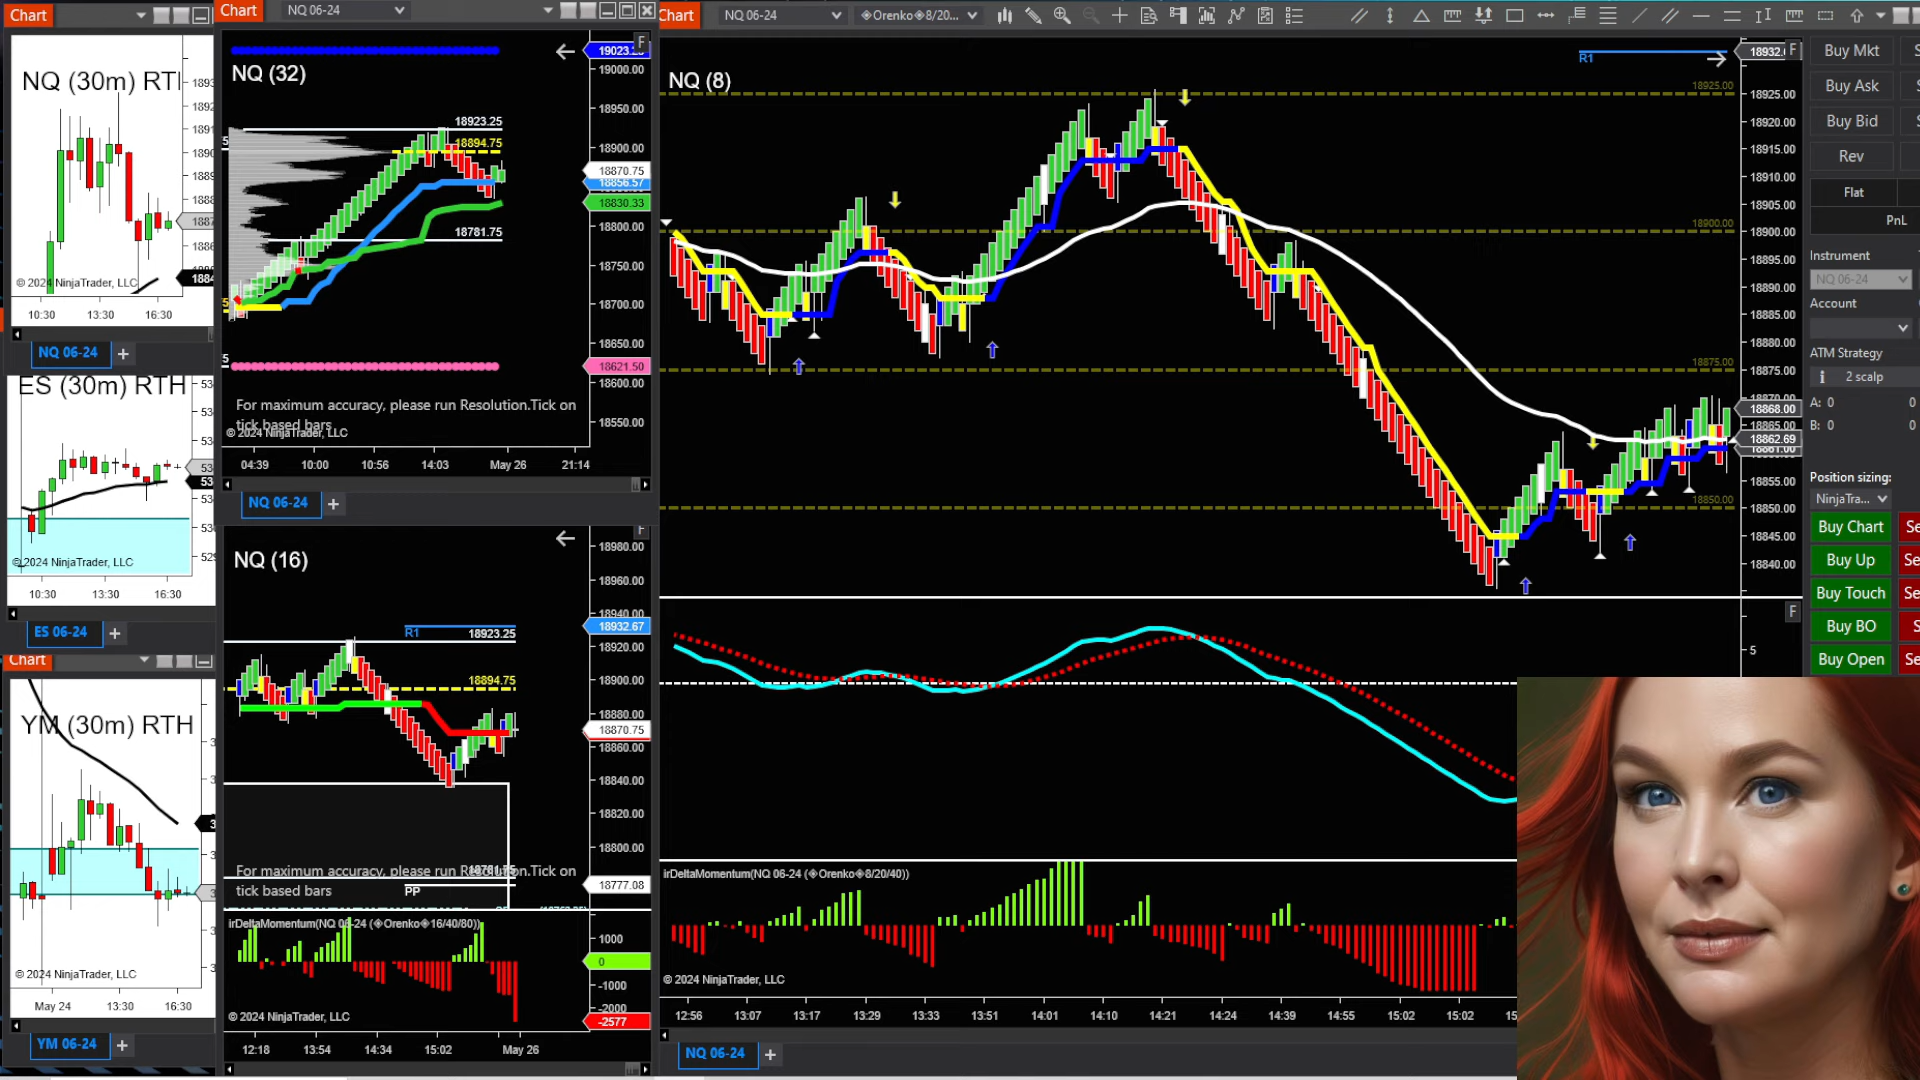 Chart
NQ (30m) RTI
© 2024 NinjaTrader, LLC
10:30
13:30
16:30
NQ 06-24
+
ES (30m) RTH
© 2024 NinjaTrader, LLC
10:30
13:30
16:30
ES 06-24
+
Chart
YM (30m) RTH
© 2024 NinjaTrader, LLC
May 24
13:30
16:30
YM 06-24
+
Chart
NQ 06-24
NQ (32)
F
19000.00
18950.00
18923.25
18894.75
18900.00
18870.75
18856.57
18830.33
18800.00
18781.75
18750.00
18700.00
18650.00
18621.50
18600.00
18550.00
For maximum accuracy, please run Resolution.Tick on
tick based bars
© 2024 NinjaTrader, LLC
04:39
10:00
10:56
14:03
May 26
21:14
NQ 06-24
+
NQ (16)
F
18980.00
18960.00
18940.00
R1
18932.67
18923.25
18920.00
18900.00
18894.75
18880.00
18870.75
18860.00
18840.00
18820.00
18800.00
For maximum accuracy, please run Resolution.Tick on
tick based bars
PP
18777.08
irDeltaMomentum(NQ 06-24 (◈Orenko◈16/40/80))
1000
0
-1000
-2000
-2577
© 2024 NinjaTrader, LLC
12:18
13:54
14:34
15:02
May 26
NQ 06-24
+
Chart
NQ 06-24
◈Orenko◈8/20...
NQ (8)
R1
F
18925.00
18925.00
18920.00
18915.00
18910.00
18905.00
18900.00
18900.00
18895.00
18890.00
18885.00
18880.00
18875.00
18875.00
18870.00
18868.00
18865.00
18862.69
18861.00
18855.00
18850.00
18850.00
18845.00
18840.00
F
5
irDeltaMomentum(NQ 06-24 (◈Orenko◈8/20/40))
© 2024 NinjaTrader, LLC
12:56
13:07
13:17
13:29
13:33
13:51
14:01
14:10
14:21
14:24
14:39
14:55
15:02
15:02
NQ 06-24
+
Buy Mkt
Buy Ask
Buy Bid
Rev
Flat
PnL
Instrument
NQ 06-24
Account
ATM Strategy
2 scalp
A: 0
0
B: 0
0
Position sizing:
NinjaTra...
Buy Chart
Se
Buy Up
Se
Buy Touch
Se
Buy BO
S
Buy Open
Se